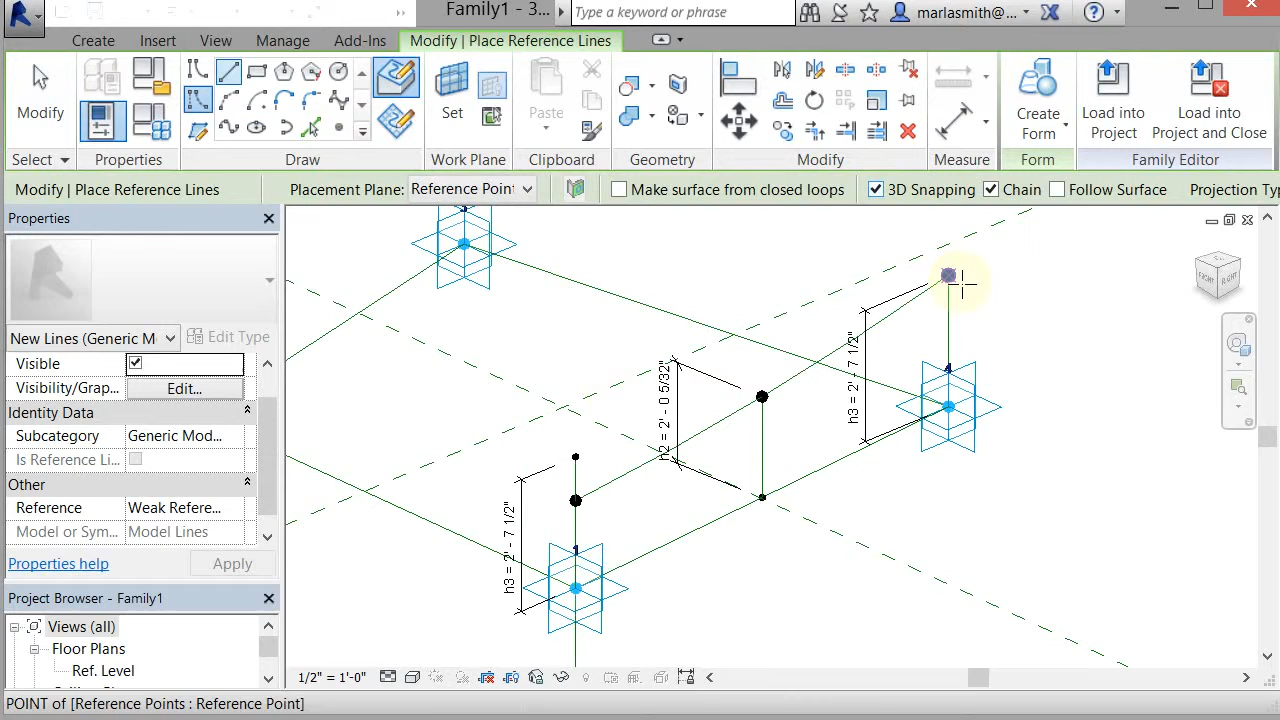 Family1 - 3...
Type a keyword or phrase
marlasmith@...
Create
Insert
View
Manage
Add-Ins
Modify | Place Reference Lines
Modify
Set
Paste
Create
Form
Load into
Project
Load into
Project and Close
Select
Properties
Draw
Work Plane
Clipboard
Geometry
Modify
Measure
Form
Family Editor
Modify | Place Reference Lines
Placement Plane:
Reference Point
Make surface from closed loops
3D Snapping
Chain
Follow Surface
Projection Ty
Properties
New Lines (Generic M
Edit Type
Visible
Visibility/Grap...
Edit...
Identity Data
Subcategory
Generic Mod...
Is Reference Li
Other
Reference
Weak Refere...
Model or Sym...
Model Lines
Properties help
Apply
Project Browser - Family1
Views (all)
Floor Plans
Ref. Level
h3 = 2' - 7 1/2"
h2 = 2' - 0 5/32"
h3 = 2' - 7 1/2"
1
4
FRONT
RIGHT
1/2" = 1'-0"
POINT of [Reference Points : Reference Point]